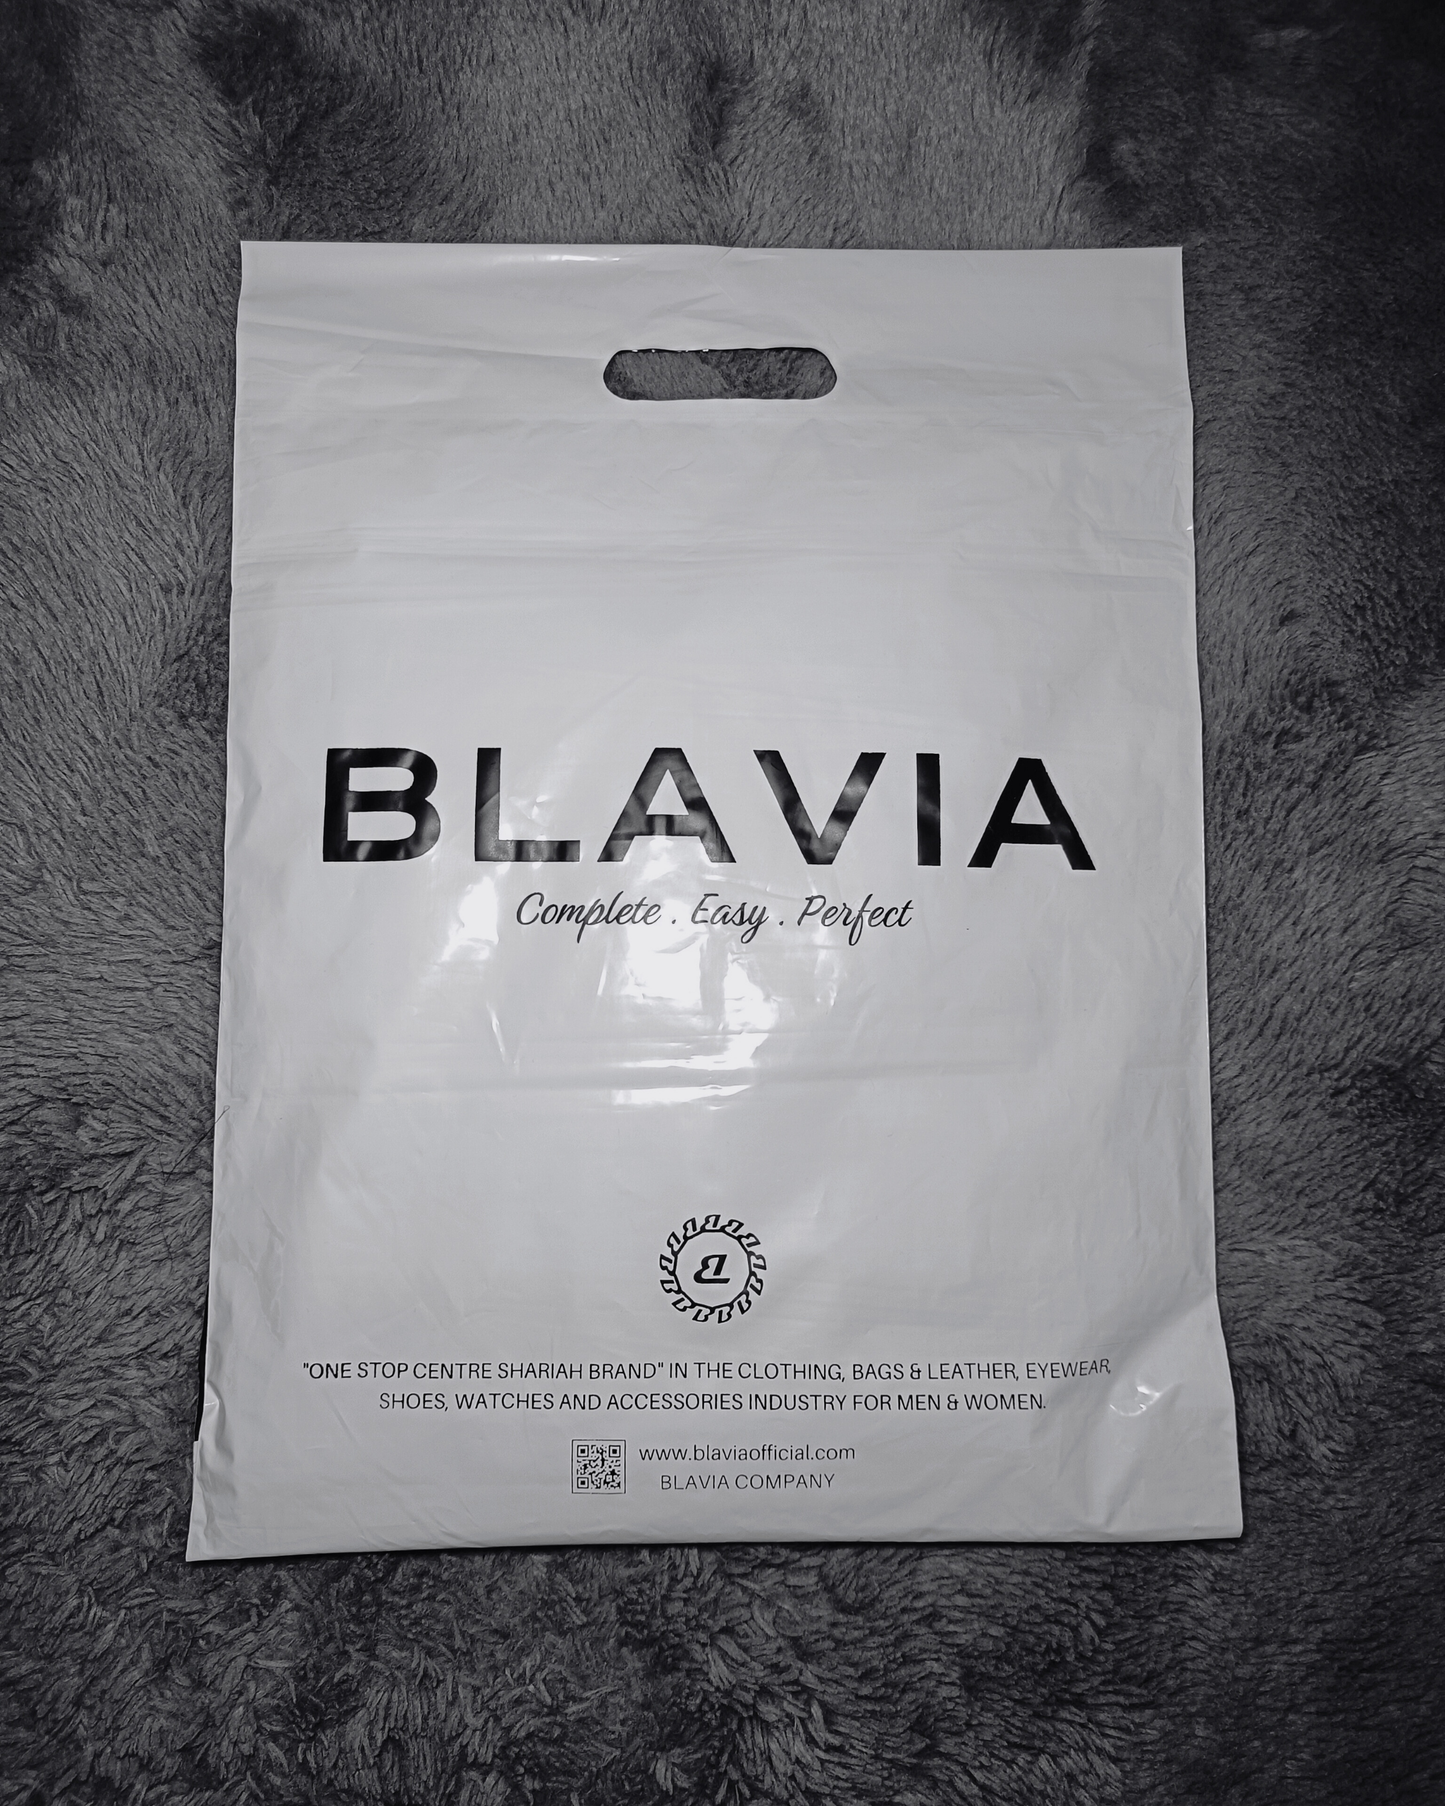 BLAVIA
Complete . Easy . Perfect
"ONE STOP CENTRE SHARIAH BRAND" IN THE CLOTHING, BAGS & LEATHER, EYEWEAR,
SHOES, WATCHES AND ACCESSORIES INDUSTRY FOR MEN & WOMEN.
www.blaviaofficial.com
BLAVIA COMPANY